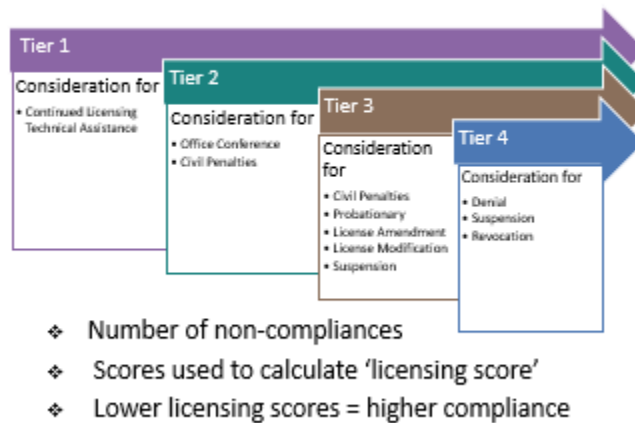 Tier 1
Consideration for
• Continued Licensing
Technical Assistance
Tier 2
Consideration for
• Office Conference
• Civil Penalties
Tier 3
Consideration
for
• Civil Penalties
• Probationary
• License Amendment
• License Modification
• Suspension
Tier 4
Consideration for
• Denial
• Suspension
• Revocation
❖ Number of non-compliances
❖ Scores used to calculate ‘licensing score’
❖ Lower licensing scores = higher compliance